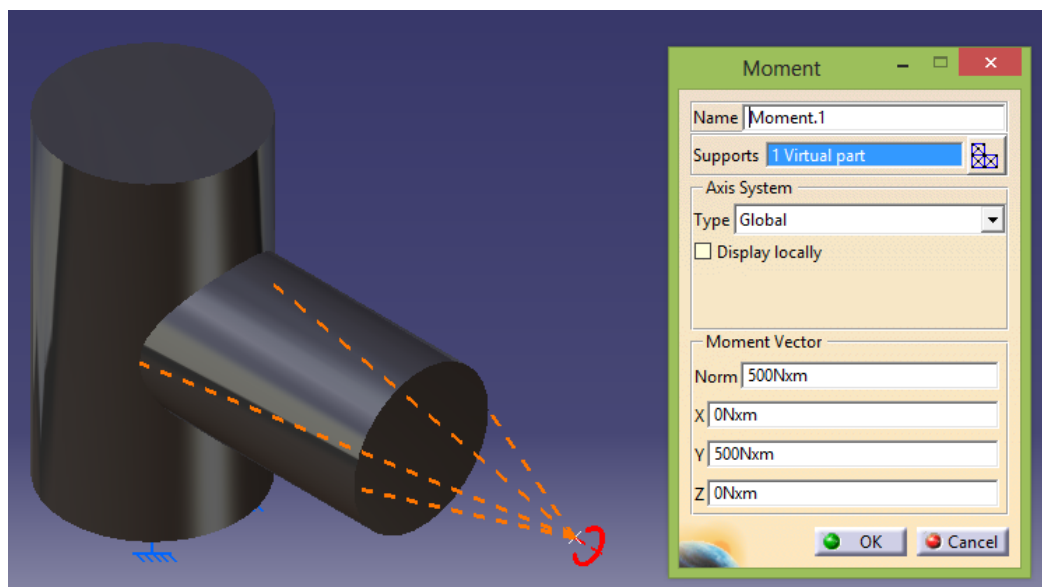 Moment
Name Moment.1
Supports 1 Virtual part
Axis System
Type Global
Display locally
Moment Vector
Norm 500Nxm
X 0Nxm
Y 500Nxm
Z 0Nxm
OK Cancel